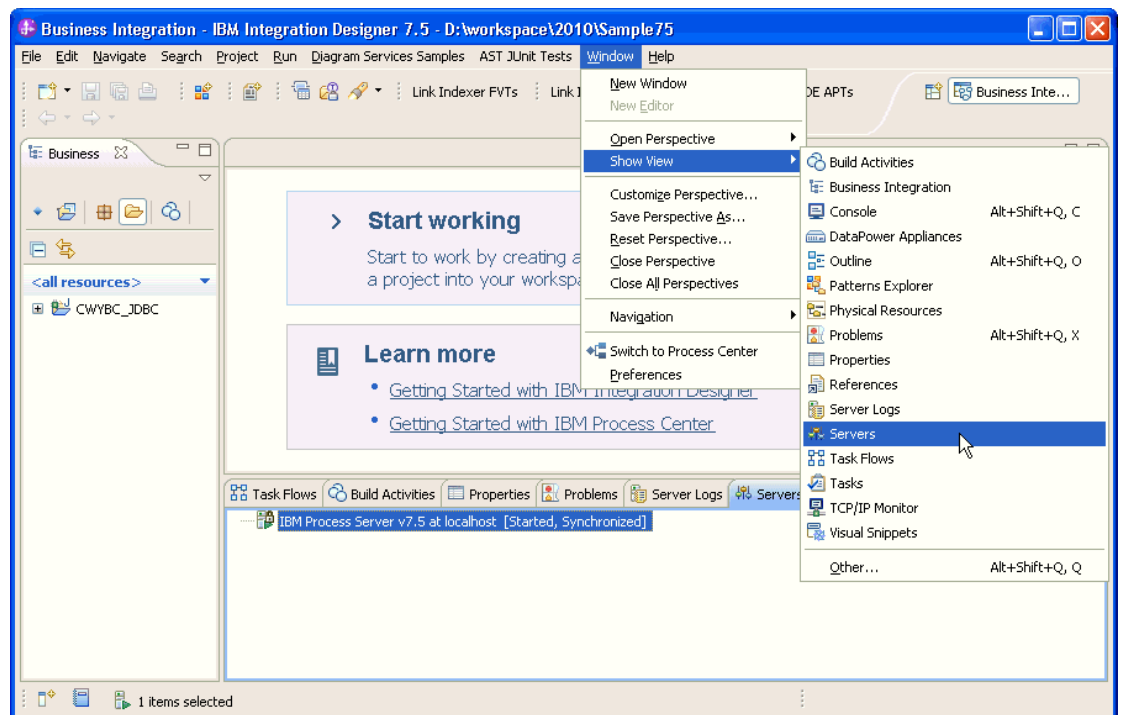 Business Integration - IBM Integration Designer 7.5 - D:\workspace\2010\Sample75
File Edit Navigate Search Project Run Diagram Services Samples AST JUnit Tests Window Help
Link Indexer FVTs Link I
DE APTs
Business Inte...
New Window
New Editor
Open Perspective
Show View
Customize Perspective...
Save Perspective As...
Reset Perspective...
Close Perspective
Close All Perspectives
Navigation
Switch to Process Center
Preferences
Build Activities
Business Integration
Console Alt+Shift+Q, C
DataPower Appliances
Outline Alt+Shift+Q, O
Patterns Explorer
Physical Resources
Problems Alt+Shift+Q, X
Properties
References
Server Logs
Servers
Task Flows
Tasks
TCP/IP Monitor
Visual Snippets
Other... Alt+Shift+Q, Q
Business
<all resources>
CWYBC_JDBC
Start working
Start to work by creating a
a project into your workspa
Learn more
Getting Started with IBM Integration Designer
Getting Started with IBM Process Center
Task Flows Build Activities Properties Problems Server Logs Servers
IBM Process Server v7.5 at localhost [Started, Synchronized]
1 items selected